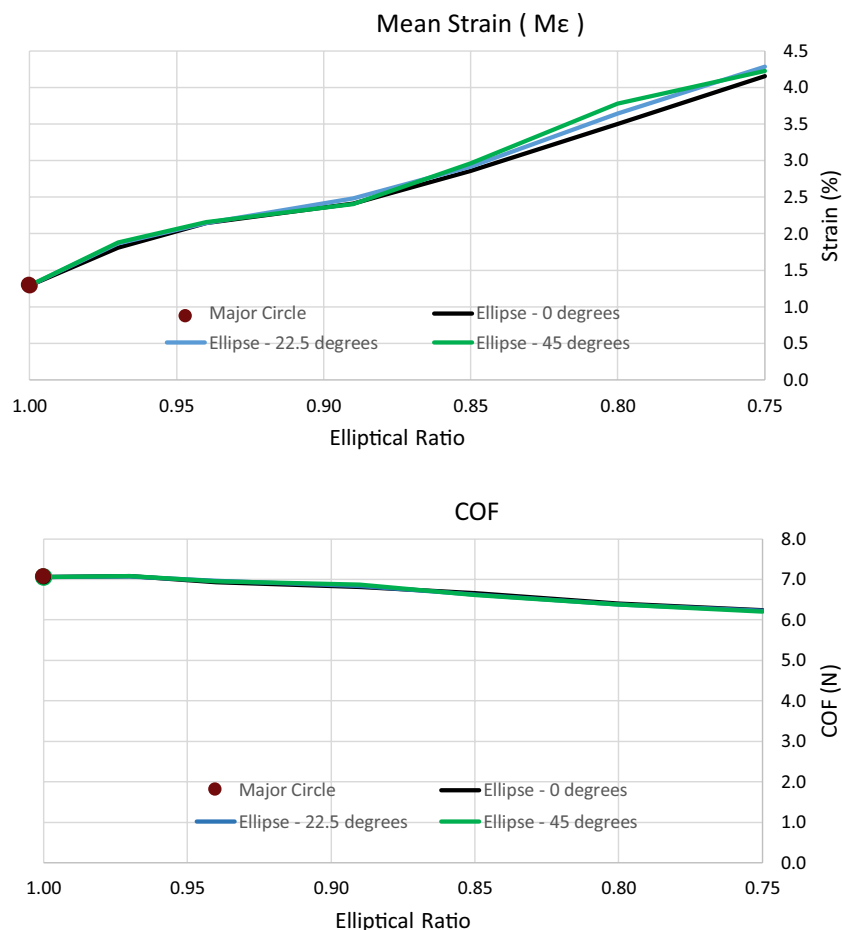 Mean Strain ( Mε )
4.5
4.0
3.5
3.0
2.5
2.0
1.5
1.0
0.5
0.0
Strain (%)
Major Circle
Ellipse - 0 degrees
Ellipse - 22.5 degrees
Ellipse - 45 degrees
1.00 0.95 0.90 0.85 0.80 0.75
Elliptical Ratio
COF
8.0
7.0
6.0
5.0
4.0
3.0
2.0
1.0
0.0
COF (N)
Major Circle
Ellipse - 0 degrees
Ellipse - 22.5 degrees
Ellipse - 45 degrees
1.00 0.95 0.90 0.85 0.80 0.75
Elliptical Ratio